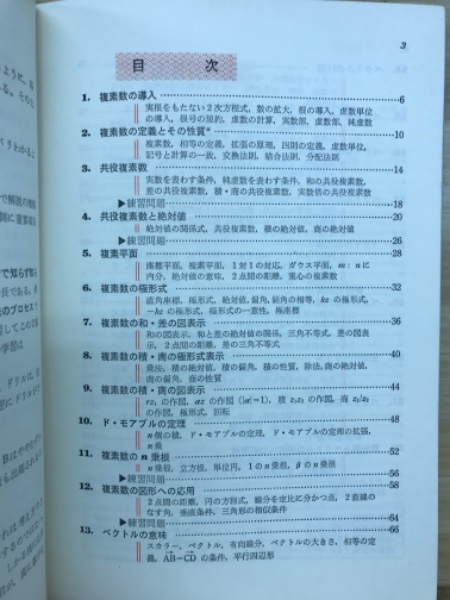 3
目 次
1. 複素数の導入 6
実根をもたない2次方程式, 数の拡大, 根の導入, 虚数単位
の導入, 根号の規約, 虚数の計算, 実数部, 虚数部, 純虚数
2. 複素数の定義とその性質* 10
複素数, 相等の定義, 拡張の原理, 四則の定義, 虚数単位,
記号と計算の一致, 交換法則, 結合法則, 分配法則
3. 共役複素数 14
実数を表わす条件, 純虚数を表わす条件, 和の共役複素数,
差の共役複素数, 積・商の共役複素数, 実数倍の共役複素数
▶練習問題 18
4. 共役複素数と絶対値 20
絶対値の関係式, 共役複素数, 積の絶対値, 商の絶対値
▶練習問題 26
5. 複素平面 28
座標平面, 複素平面, 1対1の対応, ガウス平面, m：nに
内分, 絶対値の意味, 2点間の距離, 重心の複素数
6. 複素数の極形式 32
直角座標, 極形式, 絶対値, 偏角, 偏角の相等, kzの極形式,
-kzの極形式, 極形式の一意性, 極座標
7. 複素数の和・差の図表示 36
和の図表示, 和と差の絶対値の関係, 三角不等式, 差の図表
示, 2点間の距離, 差の三角不等式
8. 複素数の積・商の極形式表示 40
乗法, 積の絶対値, 積の偏角, 積の性質, 除法, 商の絶対値,
商の偏角, 商の性質
9. 複素数の積・商の図表示 44
rz₁の作図, αzの作図 (|α|=1), 積 z₁z₂ の作図, 商 z₁/z₂
の作図, 極形式, 回転
10. ド・モアブルの定理 48
n個の積, ド・モアブルの定理, ド・モアブルの定理の拡張,
n乗
11. 複素数のn乗根 52
n乗根, 立方根, 単位円, 1のn乗根, βのn乗根
▶練習問題 56
12. 複素数の図形への応用 58
2点間の距離, 円の方程式, 線分を定比に分かつ点, 2直線の
なす角, 垂直条件, 三角形の相似条件
▶練習問題 64
13. ベクトルの意味 66
スカラー, ベクトル, 有向線分, ベクトルの大きさ, 相等の定
義, AB=CD の条件, 平行四辺形